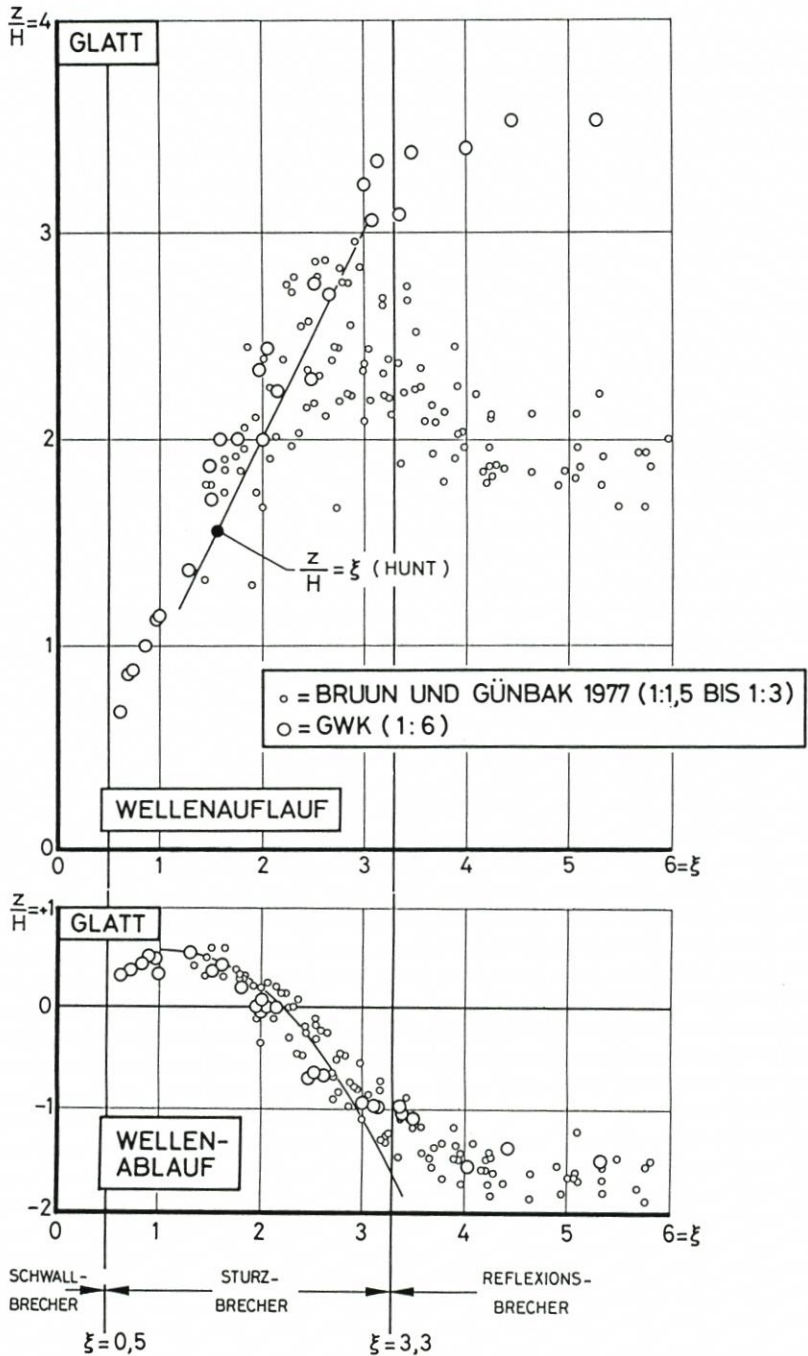 z/H=4
GLATT
3
2
z/H = ξ (HUNT)
1
○ = BRUUN UND GÜNBAK 1977 (1:1,5 BIS 1:3)
○ = GWK (1:6)
WELLENAUFLAUF
0
0 1 2 3 4 5 6=ξ
z/H=+1
GLATT
0
-1
WELLEN-
ABLAUF
-2
0 1 2 3 4 5 6=ξ
SCHWALL-
BRECHER
STURZ-
BRECHER
REFLEXIONS-
BRECHER
ξ=0,5
ξ=3,3